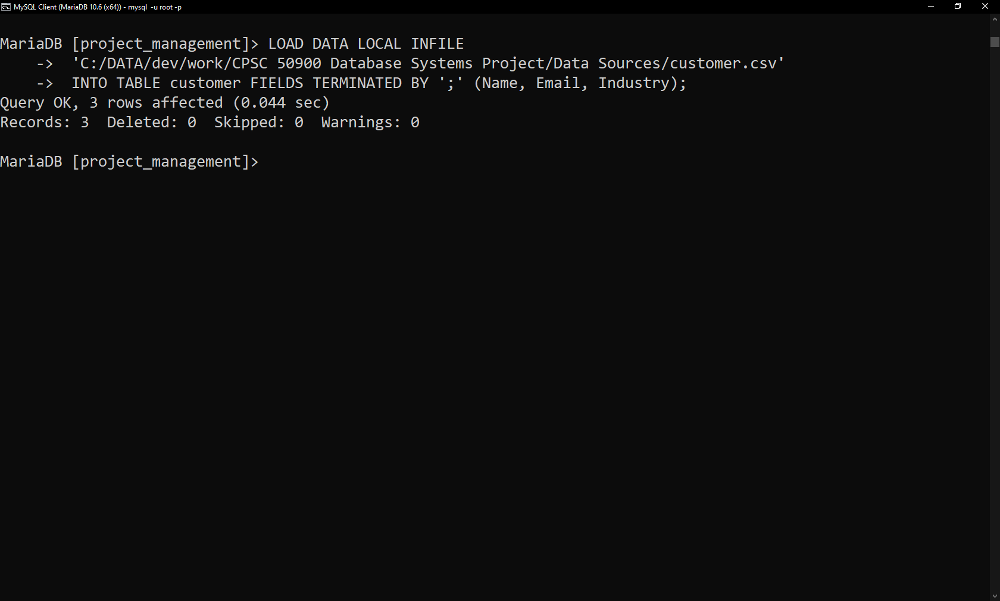 MySQL Client (MariaDB 10.6 (x64)) - mysql  -u root -p
MariaDB [project_management]> LOAD DATA LOCAL INFILE
    ->  'C:/DATA/dev/work/CPSC 50900 Database Systems Project/Data Sources/customer.csv'
    ->  INTO TABLE customer FIELDS TERMINATED BY ';' (Name, Email, Industry);
Query OK, 3 rows affected (0.044 sec)
Records: 3  Deleted: 0  Skipped: 0  Warnings: 0
MariaDB [project_management]>